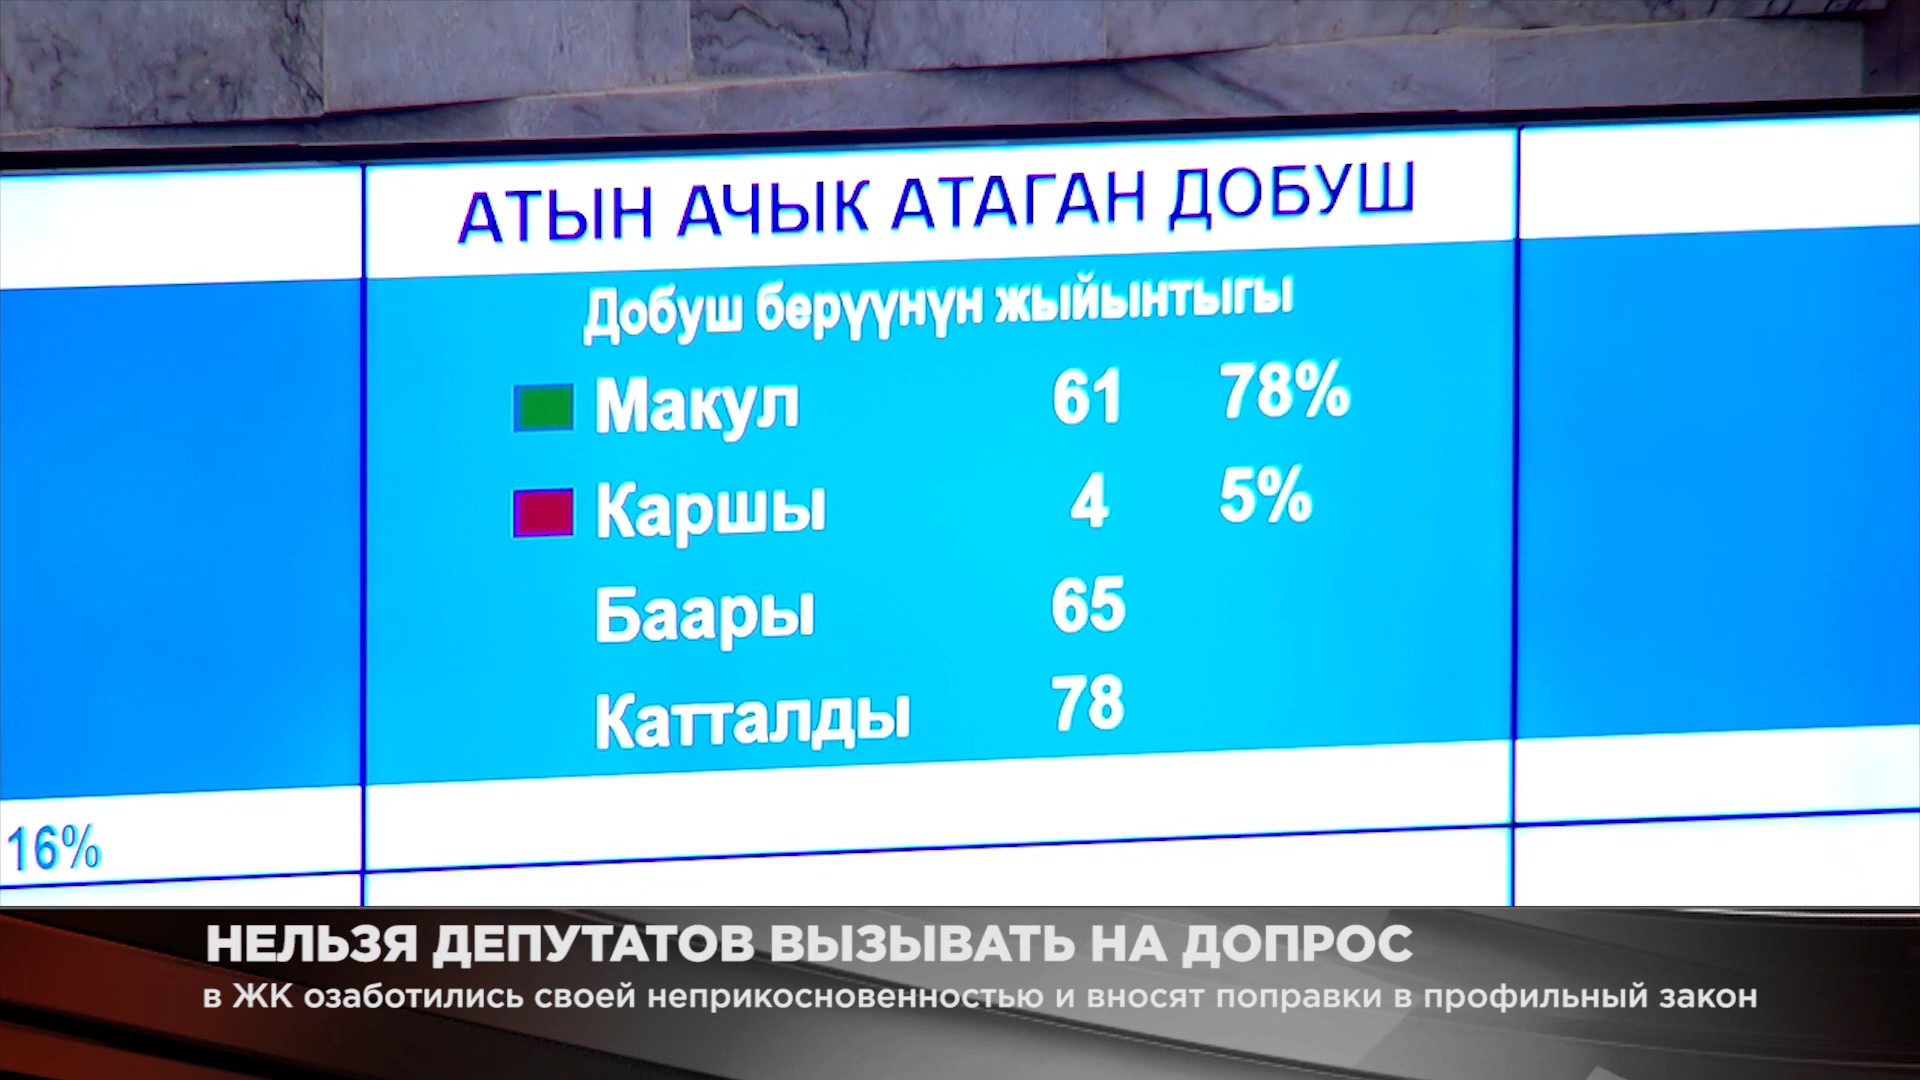 АТЫН АЧЫК АТАГАН ДОБУШ
Добуш берүүнүн жыйынтыгы
Макул 61 78%
Каршы 4 5%
Баары 65
Катталды 78
16%
НЕЛЬЗЯ ДЕПУТАТОВ ВЫЗЫВАТЬ НА ДОПРОС
в ЖК озаботились своей неприкосновенностью и вносят поправки в профильный закон